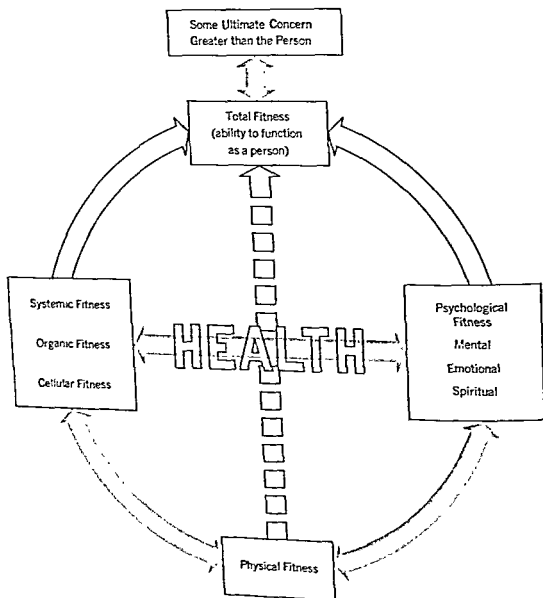 Some Ultimate Concern
Greater than the Person
Total Fitness
(ability to function
as a person)
Systemic Fitness
Organic Fitness
Cellular Fitness
HEALTH
Psychological
Fitness
Mental
Emotional
Spiritual
Physical Fitness